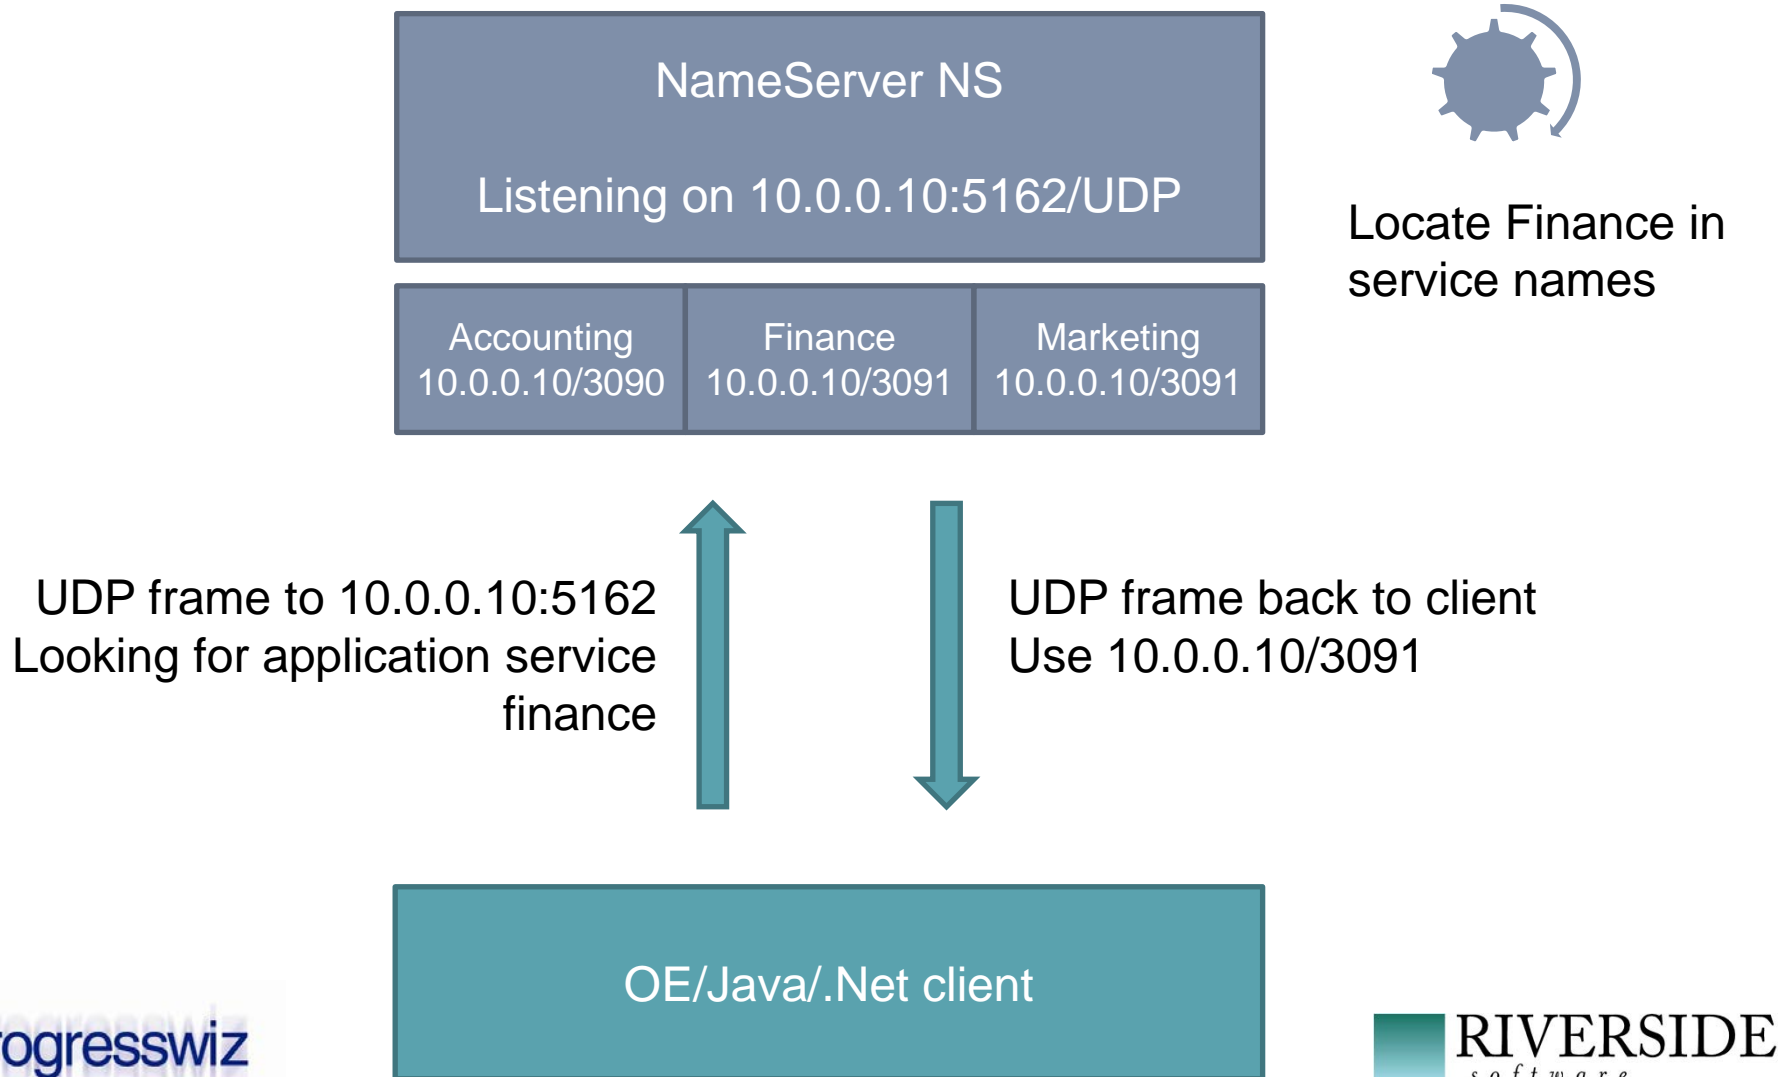 NameServer NS
Listening on 10.0.0.10:5162/UDP
Locate Finance in
service names
Accounting
10.0.0.10/3090
Finance
10.0.0.10/3091
Marketing
10.0.0.10/3091
UDP frame to 10.0.0.10:5162
Looking for application service
finance
UDP frame back to client
Use 10.0.0.10/3091
OE/Java/.Net client
rogresswiz
RIVERSIDE
software